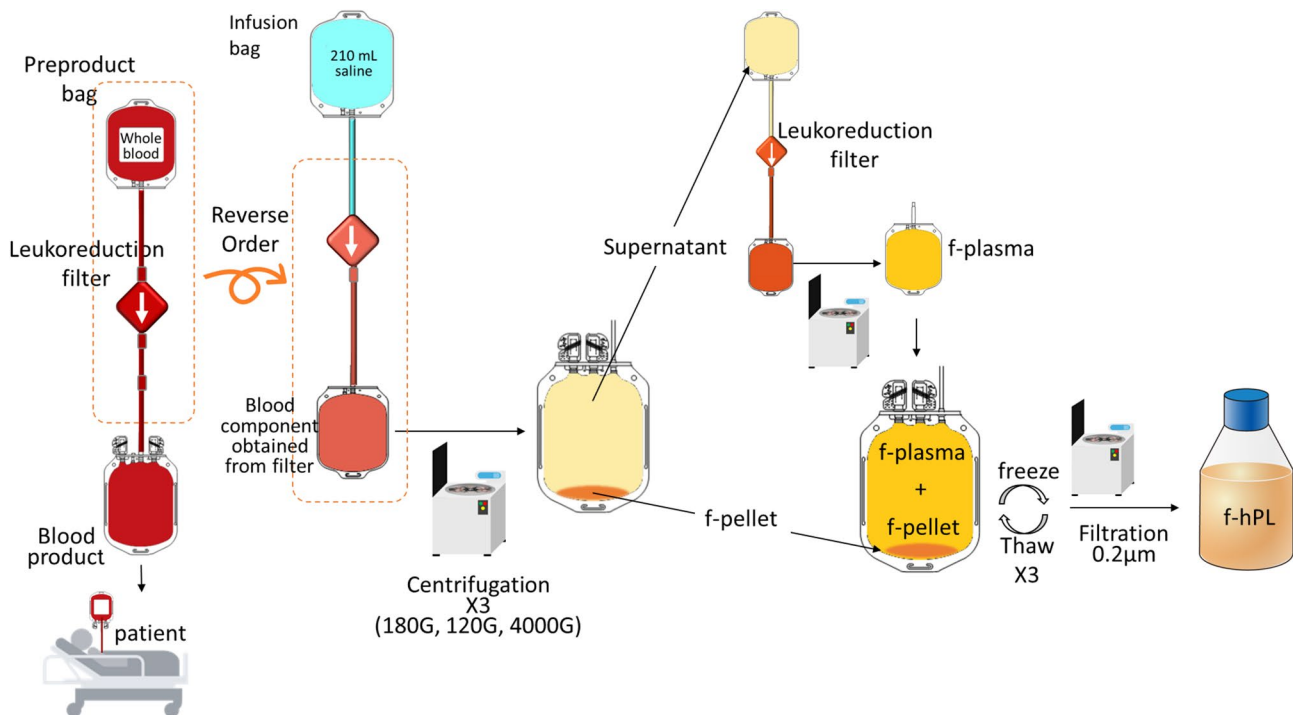 Preproduct
bag
Whole
blood
Leukoreduction
filter
Blood
product
patient
Reverse
Order
Infusion
bag
210 mL
saline
Blood
component
obtained
from filter
Centrifugation
X3
(180G, 120G, 4000G)
Supernatant
f-pellet
Leukoreduction
filter
f-plasma
f-plasma
+
f-pellet
freeze
Thaw
X3
Filtration
0.2μm
f-hPL